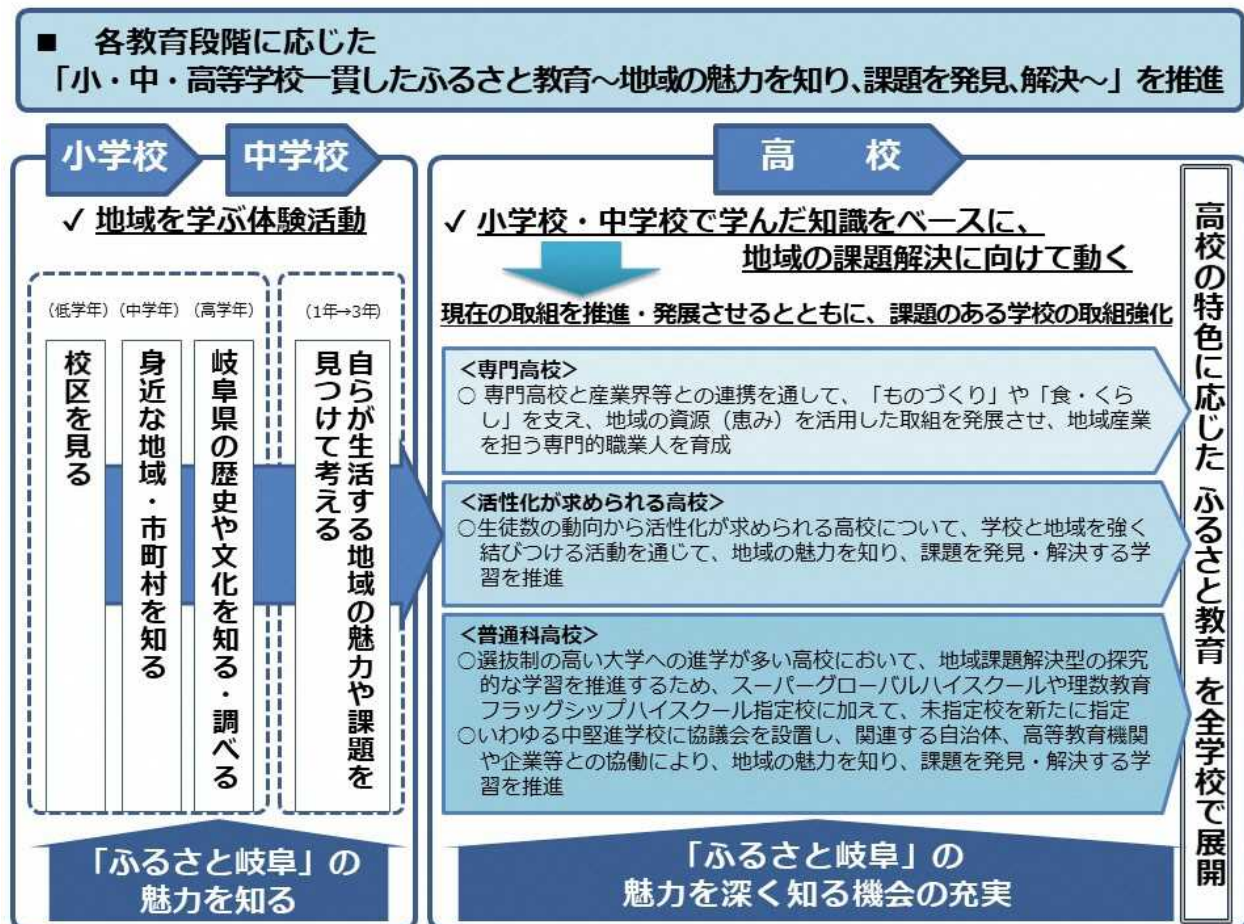 ■ 各教育段階に応じた
「小・中・高等学校一貫したふるさと教育～地域の魅力を知り、課題を発見、解決～」を推進
小学校
中学校
✓ 地域を学ぶ体験活動
(低学年)
(中学年)
(高学年)
(1年→3年)
校区を見る
身近な地域・市町村を知る
岐阜県の歴史や文化を知る・調べる
自らが生活する地域の魅力や課題を
見つけて考える
「ふるさと岐阜」の
魅力を知る
高 校
✓ 小学校・中学校で学んだ知識をベースに、
地域の課題解決に向けて動く
現在の取組を推進・発展させるとともに、課題のある学校の取組強化
＜専門高校＞
○ 専門高校と産業界等との連携を通して、「ものづくり」や「食・くら
し」を支え、地域の資源（恵み）を活用した取組を発展させ、地域産業
を担う専門的職業人を育成
＜活性化が求められる高校＞
○生徒数の動向から活性化が求められる高校について、学校と地域を強く
結びつける活動を通じて、地域の魅力を知り、課題を発見・解決する学
習を推進
＜普通科高校＞
○選抜制の高い大学への進学が多い高校において、地域課題解決型の探究
的な学習を推進するため、スーパーグローバルハイスクールや理数教育
フラッグシップハイスクール指定校に加えて、未指定校を新たに指定
○いわゆる中堅進学校に協議会を設置し、関連する自治体、高等教育機関
や企業等との協働により、地域の魅力を知り、課題を発見・解決する学
習を推進
「ふるさと岐阜」の
魅力を深く知る機会の充実
高校の特色に応じた ふるさと教育 を全学校で展開